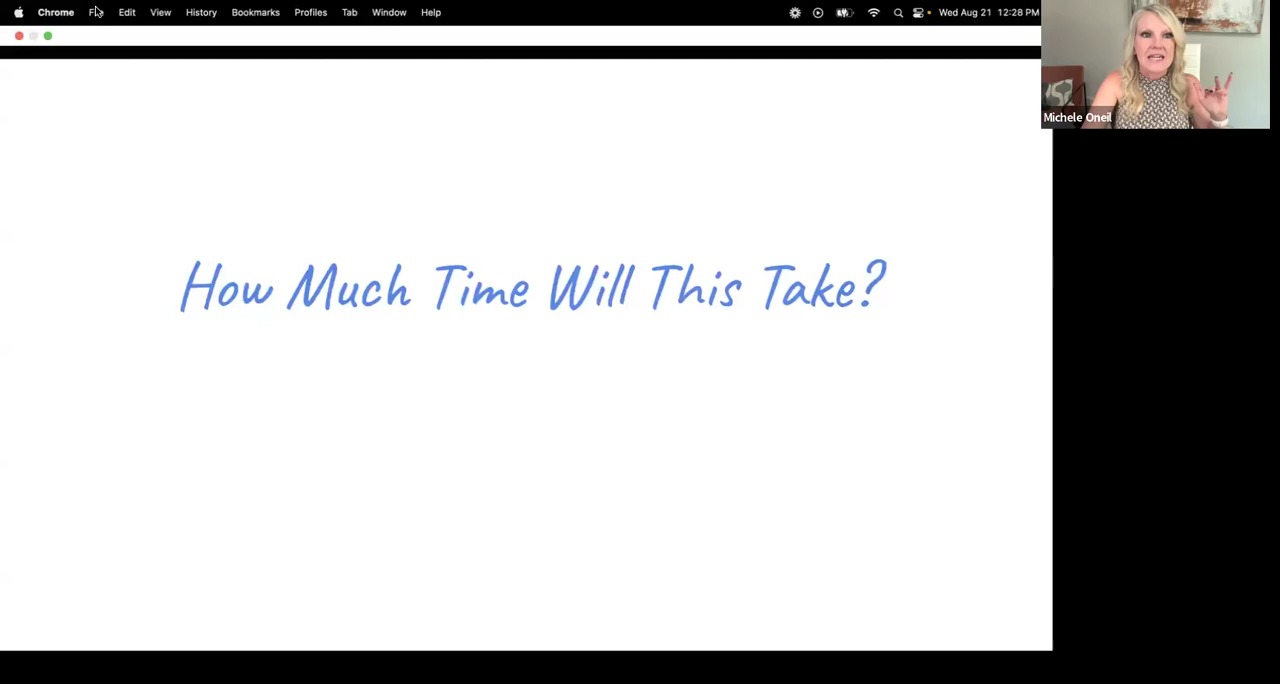 Chrome Edit View History Bookmarks Profiles Tab Window Help Wed Aug 21 12:28 PM
Michele Oneil
How Much Time Will This Take?